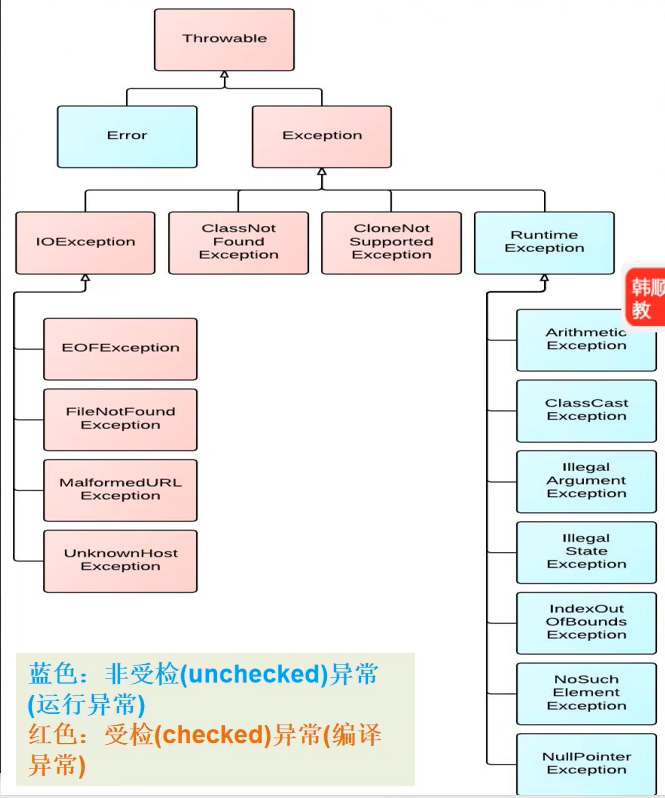 Throwable
Error
Exception
IOException
ClassNot
Found
Exception
CloneNot
Supported
Exception
Runtime
Exception
韩顺
教
EOFException
FileNotFound
Exception
MalformedURL
Exception
UnknownHost
Exception
Arithmetic
Exception
ClassCast
Exception
Illegal
Argument
Exception
Illegal
State
Exception
IndexOut
OfBounds
Exception
NoSuch
Element
Exception
NullPointer
Exception
蓝色：非受检(unchecked)异常
(运行异常)
红色：受检(checked)异常(编译
异常)